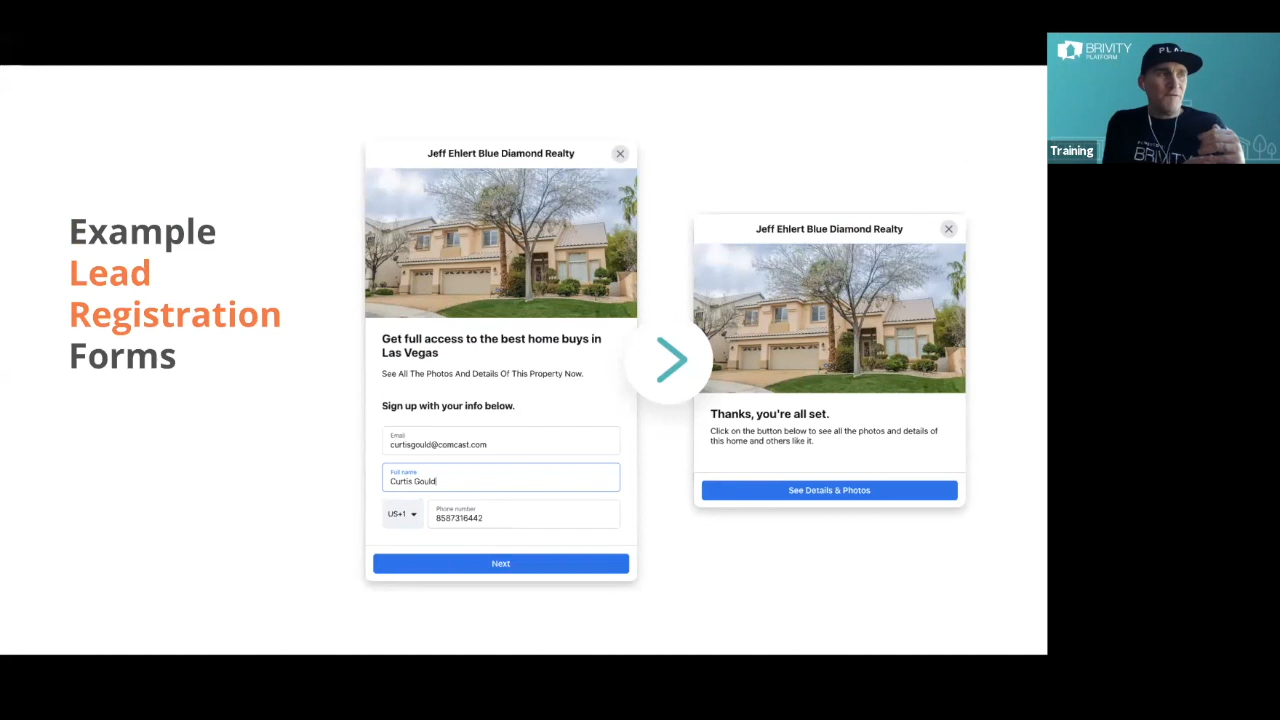 Example
Lead
Registration
Forms
Jeff Ehlert Blue Diamond Realty
Get full access to the best home buys in
Las Vegas
See All The Photos And Details Of This Property Now.
Sign up with your info below.
Email
curtisgould@comcast.com
Full name
Curtis Gould
US+1
Phone number
8587316442
Next
Jeff Ehlert Blue Diamond Realty
Thanks, you're all set.
Click on the button below to see all the photos and details of
this home and others like it.
See Details & Photos
BRIVITY
PLATFORM
PLA
BRIVITY
Training